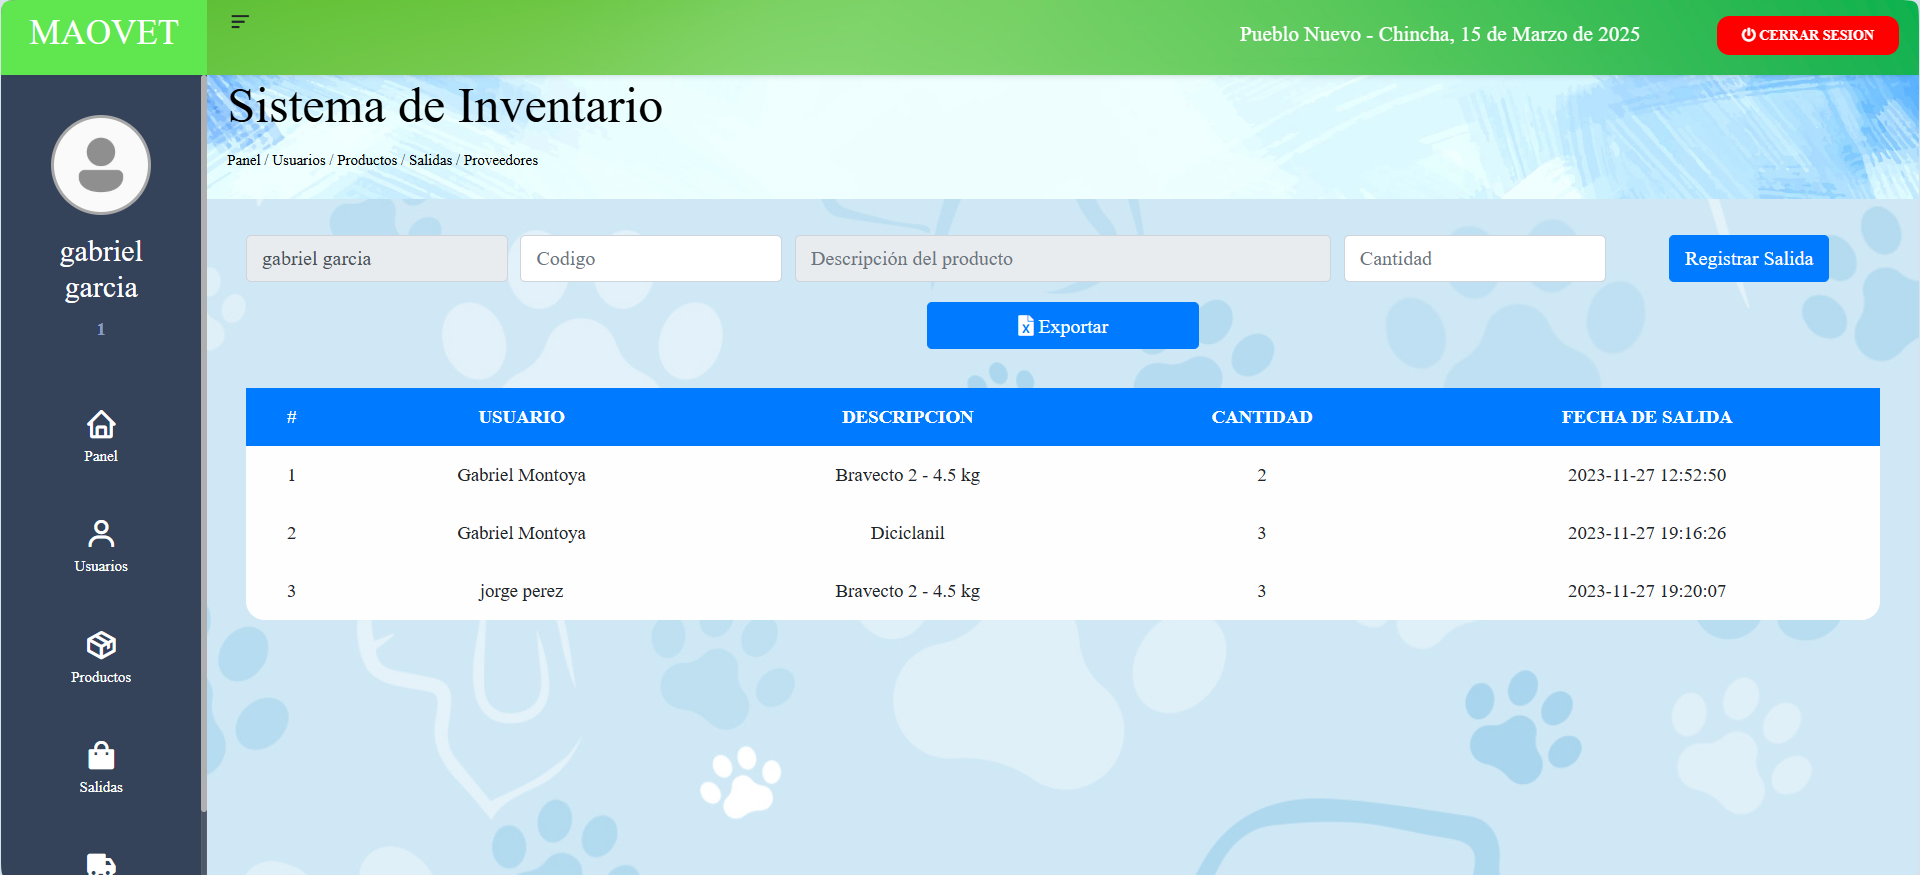 MAOVET
Pueblo Nuevo - Chincha, 15 de Marzo de 2025
CERRAR SESION
gabriel
garcia
1
Panel
Usuarios
Productos
Salidas
Sistema de Inventario
Panel / Usuarios / Productos / Salidas / Proveedores
gabriel garcia Codigo Descripción del producto Cantidad Registrar Salida
Exportar
# USUARIO DESCRIPCION CANTIDAD FECHA DE SALIDA
1 Gabriel Montoya Bravecto 2 - 4.5 kg 2 2023-11-27 12:52:50
2 Gabriel Montoya Diciclanil 3 2023-11-27 19:16:26
3 jorge perez Bravecto 2 - 4.5 kg 3 2023-11-27 19:20:07